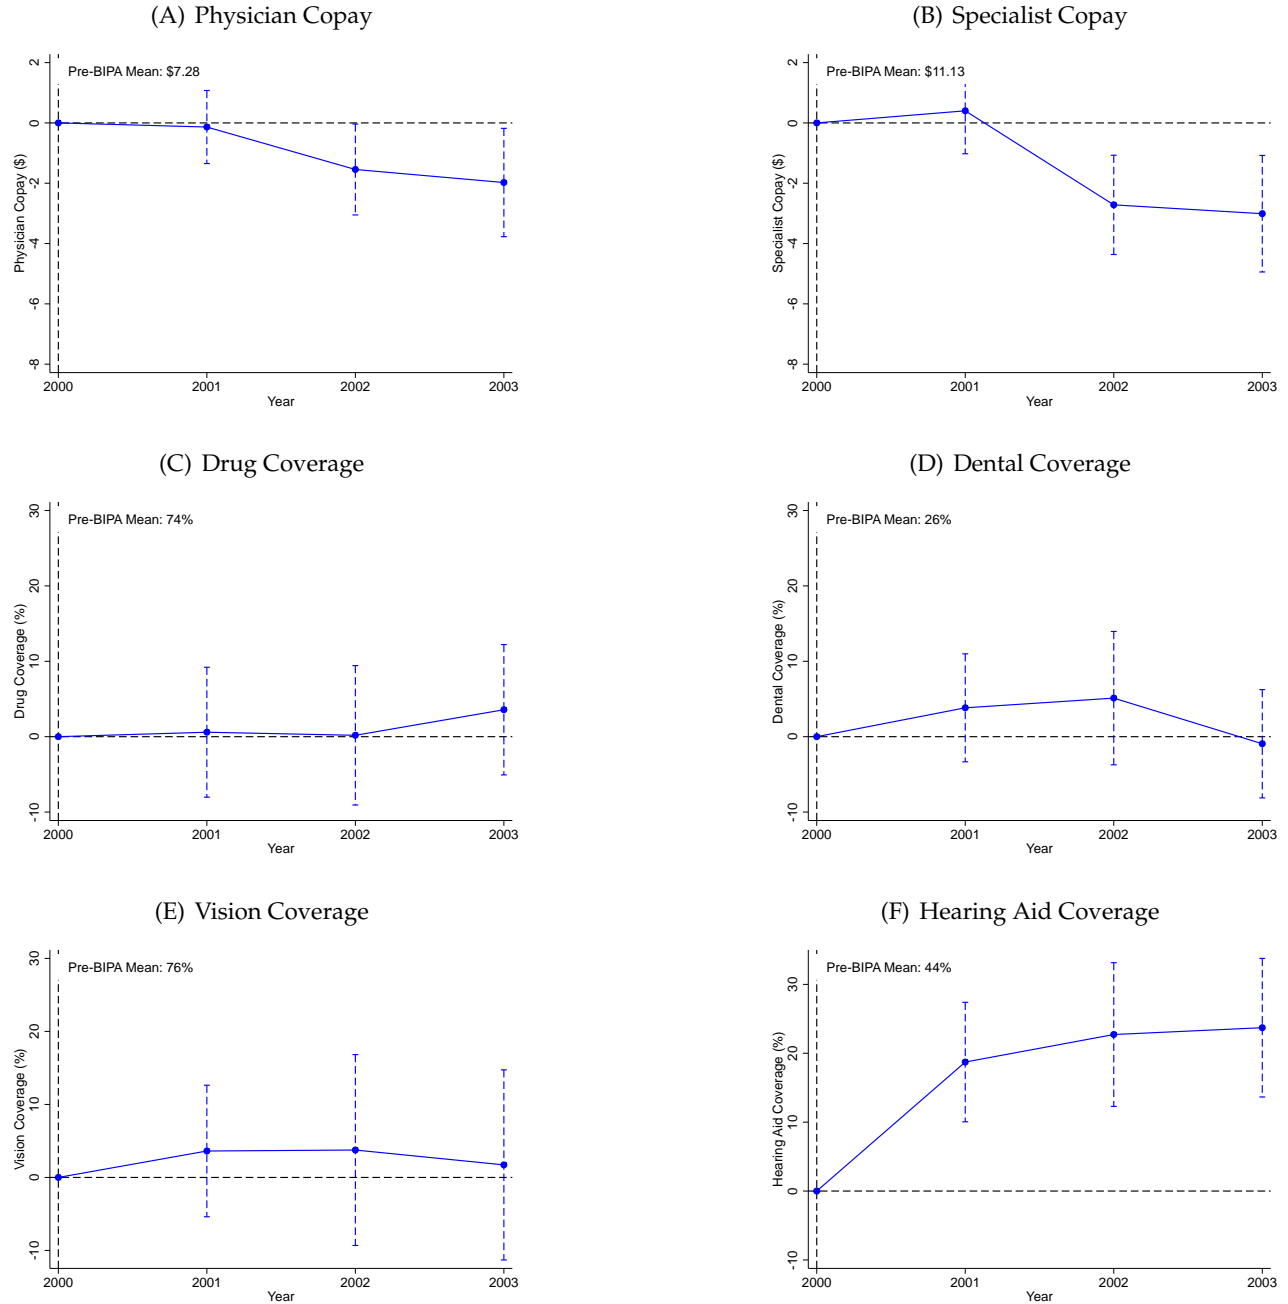 (A) Physician Copay
Pre-BIPA Mean: $7.28
Physician Copay ($)
2
0
-2
-4
-6
-8
2000 2001 2002 2003
Year
(B) Specialist Copay
Pre-BIPA Mean: $11.13
Specialist Copay ($)
2
0
-2
-4
-6
-8
2000 2001 2002 2003
Year
(C) Drug Coverage
Pre-BIPA Mean: 74%
Drug Coverage (%)
30
20
10
0
-10
2000 2001 2002 2003
Year
(D) Dental Coverage
Pre-BIPA Mean: 26%
Dental Coverage (%)
30
20
10
0
-10
2000 2001 2002 2003
Year
(E) Vision Coverage
Pre-BIPA Mean: 76%
Vision Coverage (%)
30
20
10
0
-10
2000 2001 2002 2003
Year
(F) Hearing Aid Coverage
Pre-BIPA Mean: 44%
Hearing Aid Coverage (%)
30
20
10
0
-10
2000 2001 2002 2003
Year